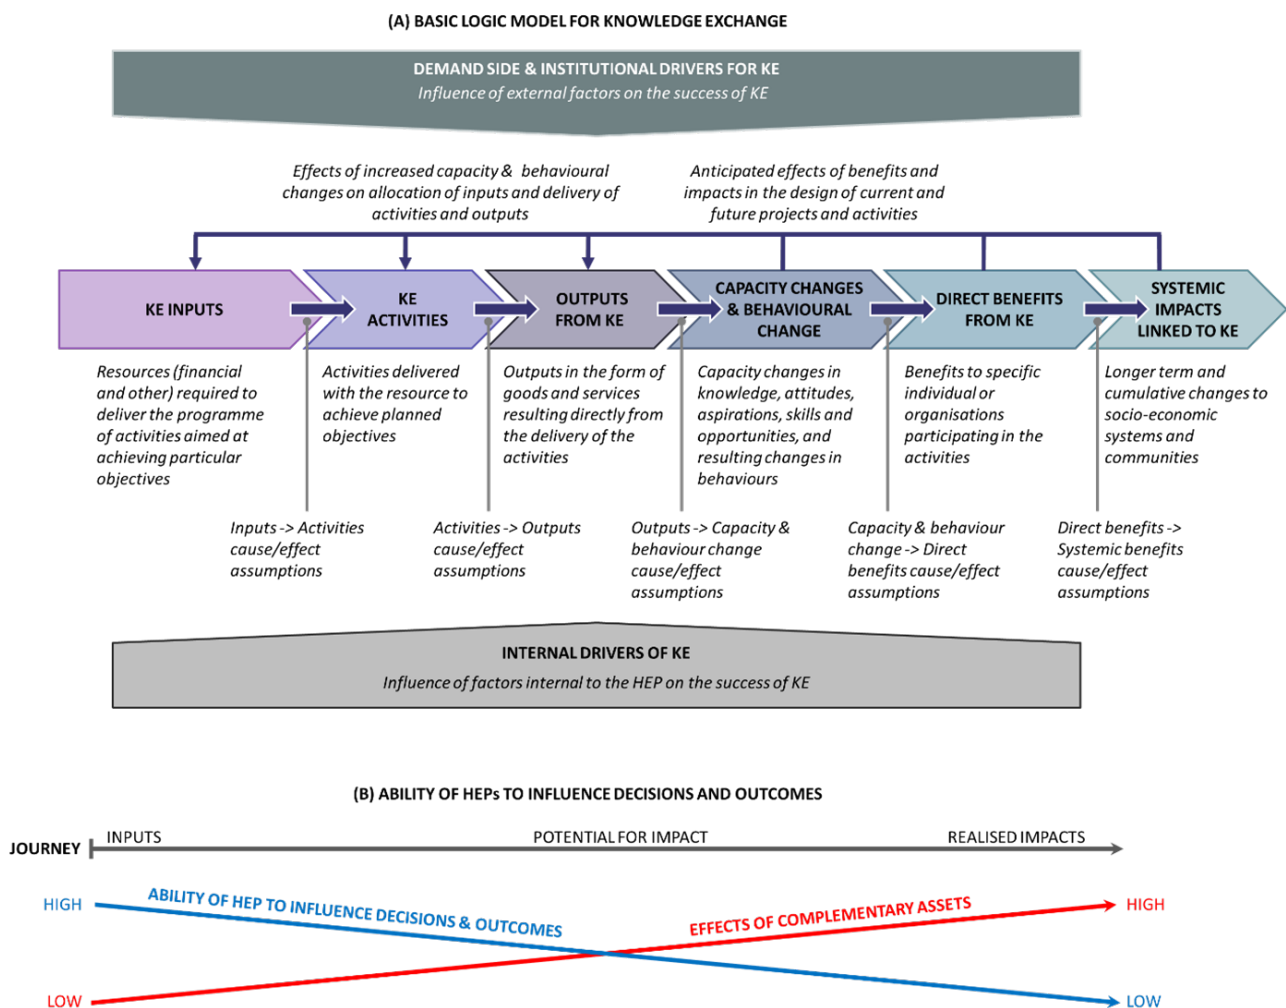 (A) BASIC LOGIC MODEL FOR KNOWLEDGE EXCHANGE
DEMAND SIDE & INSTITUTIONAL DRIVERS FOR KE
Influence of external factors on the success of KE
Effects of increased capacity & behavioural
changes on allocation of inputs and delivery of
activities and outputs
Anticipated effects of benefits and
impacts in the design of current and
future projects and activities
KE INPUTS
KE
ACTIVITIES
OUTPUTS
FROM KE
CAPACITY CHANGES
& BEHAVIOURAL
CHANGE
DIRECT BENEFITS
FROM KE
SYSTEMIC
IMPACTS
LINKED TO KE
Resources (financial
and other) required to
deliver the programme
of activities aimed at
achieving particular
objectives
Activities delivered
with the resource to
achieve planned
objectives
Outputs in the form of
goods and services
resulting directly from
the delivery of the
activities
Capacity changes in
knowledge, attitudes,
aspirations, skills and
opportunities, and
resulting changes in
behaviours
Benefits to specific
individual or
organisations
participating in the
activities
Longer term and
cumulative changes to
socio-economic
systems and
communities
Inputs -> Activities
cause/effect
assumptions
Activities -> Outputs
cause/effect
assumptions
Outputs -> Capacity &
behaviour change
cause/effect
assumptions
Capacity & behaviour
change -> Direct
benefits cause/effect
assumptions
Direct benefits ->
Systemic benefits
cause/effect
assumptions
INTERNAL DRIVERS OF KE
Influence of factors internal to the HEP on the success of KE
(B) ABILITY OF HEPs TO INFLUENCE DECISIONS AND OUTCOMES
JOURNEY
INPUTS
POTENTIAL FOR IMPACT
REALISED IMPACTS
HIGH
ABILITY OF HEP TO INFLUENCE DECISIONS & OUTCOMES
EFFECTS OF COMPLEMENTARY ASSETS
HIGH
LOW
LOW